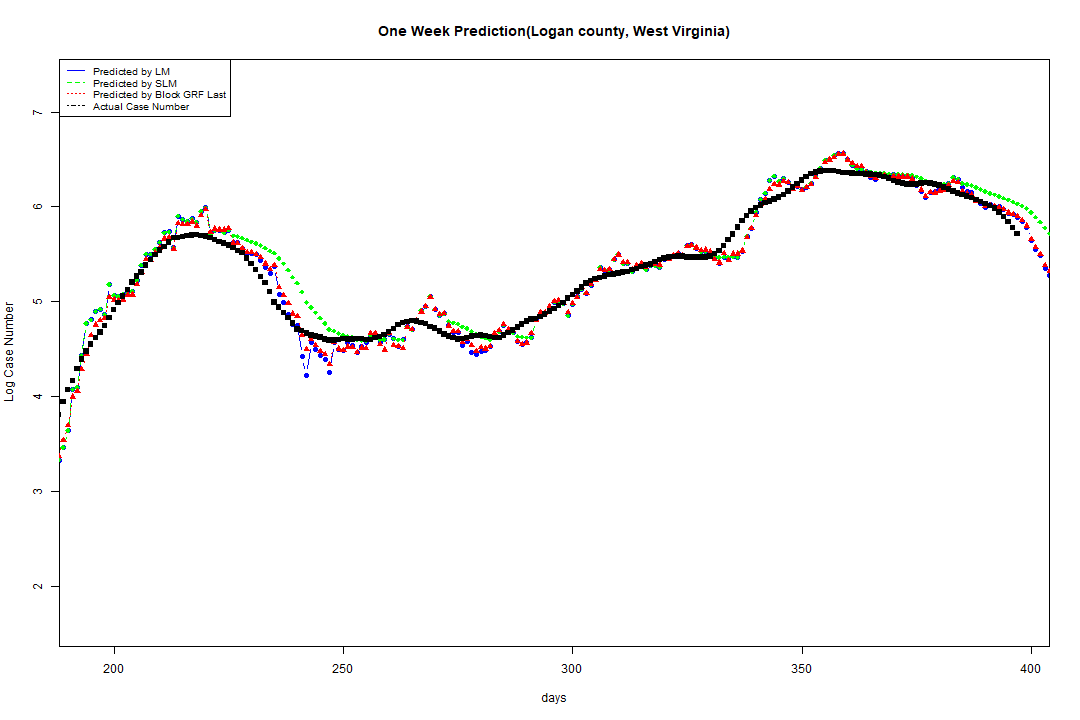 One Week Prediction(Logan county, West Virginia)
Predicted by LM
Predicted by SLM
Predicted by Block GRF Last
Actual Case Number
Log Case Number
7
6
5
4
3
2
200 250 300 350 400
days